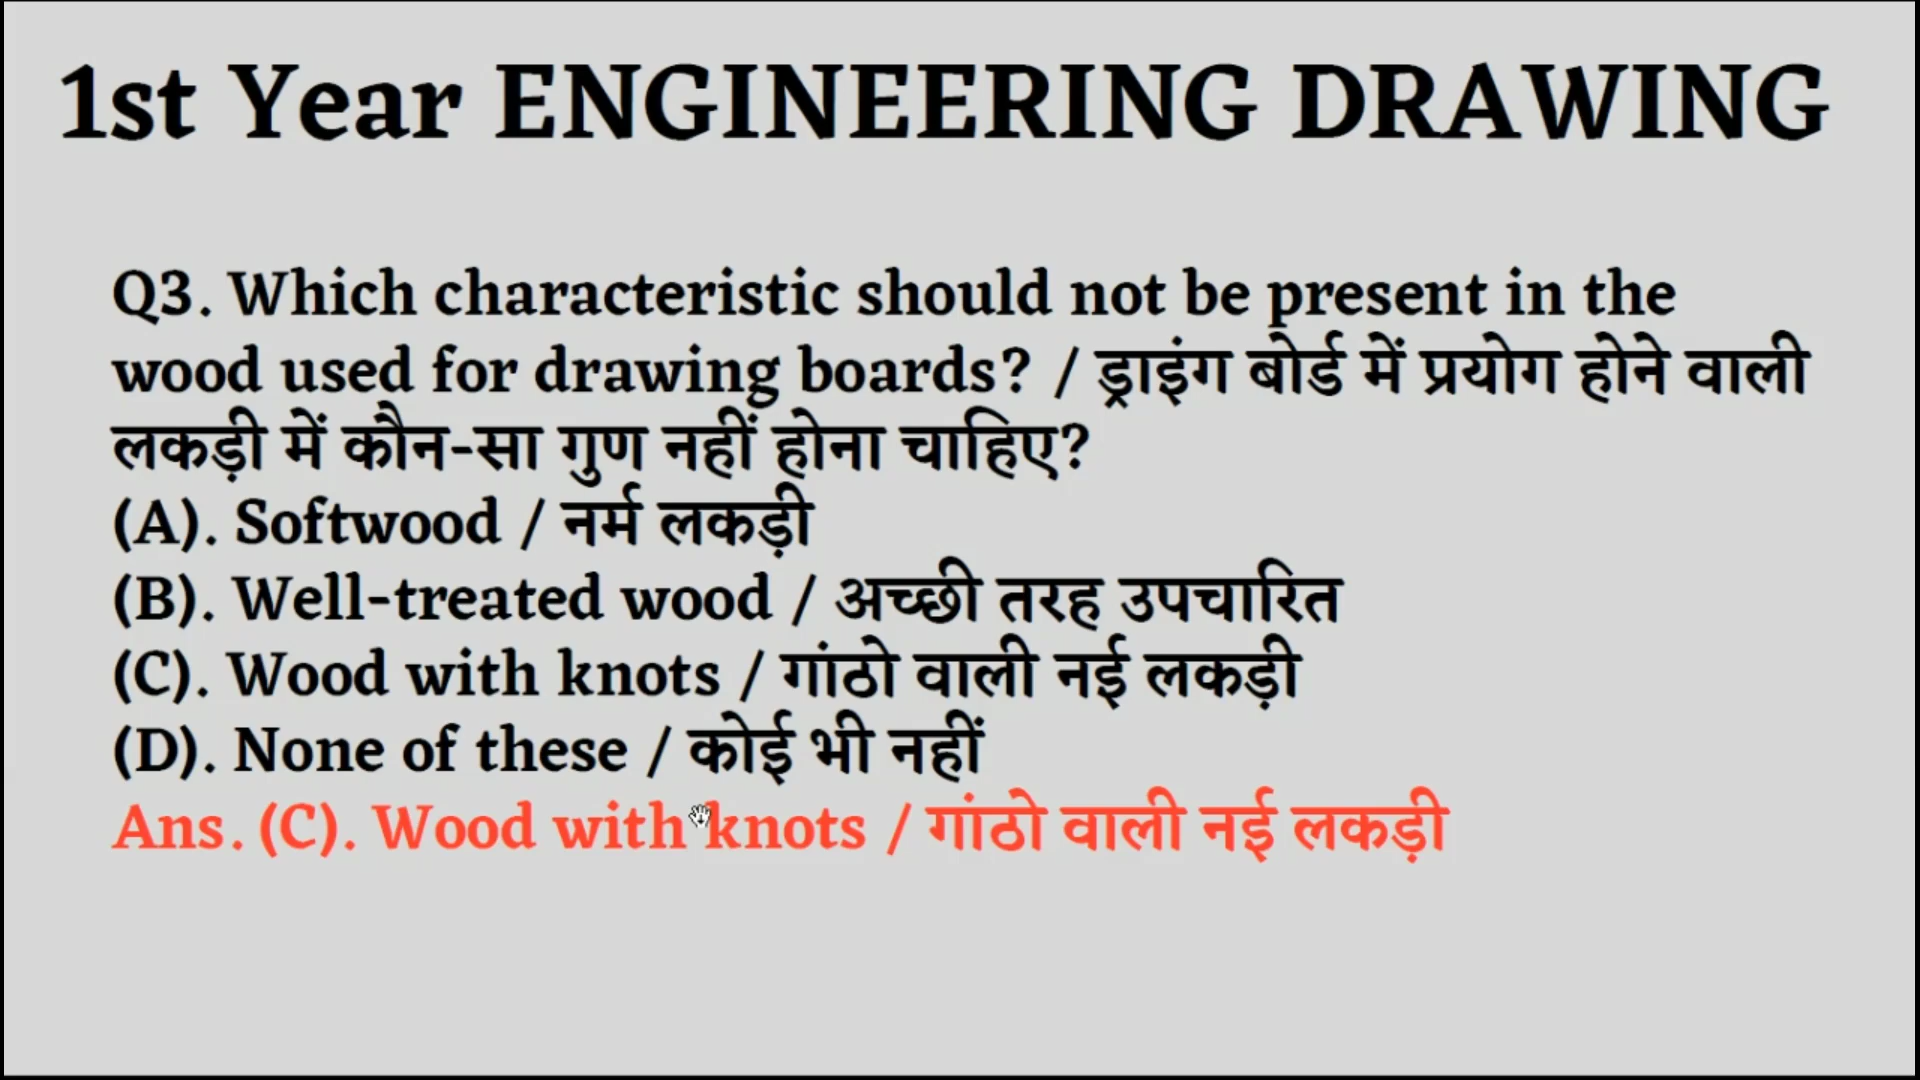 1st Year ENGINEERING DRAWING
Q3. Which characteristic should not be present in the
wood used for drawing boards? / ड्राइंग बोर्ड में प्रयोग होने वाली
लकड़ी में कौन-सा गुण नहीं होना चाहिए?
(A). Softwood / नर्म लकड़ी
(B). Well-treated wood / अच्छी तरह उपचारित
(C). Wood with knots / गांठो वाली नई लकड़ी
(D). None of these / कोई भी नहीं
Ans. (C). Wood with knots / गांठो वाली नई लकड़ी